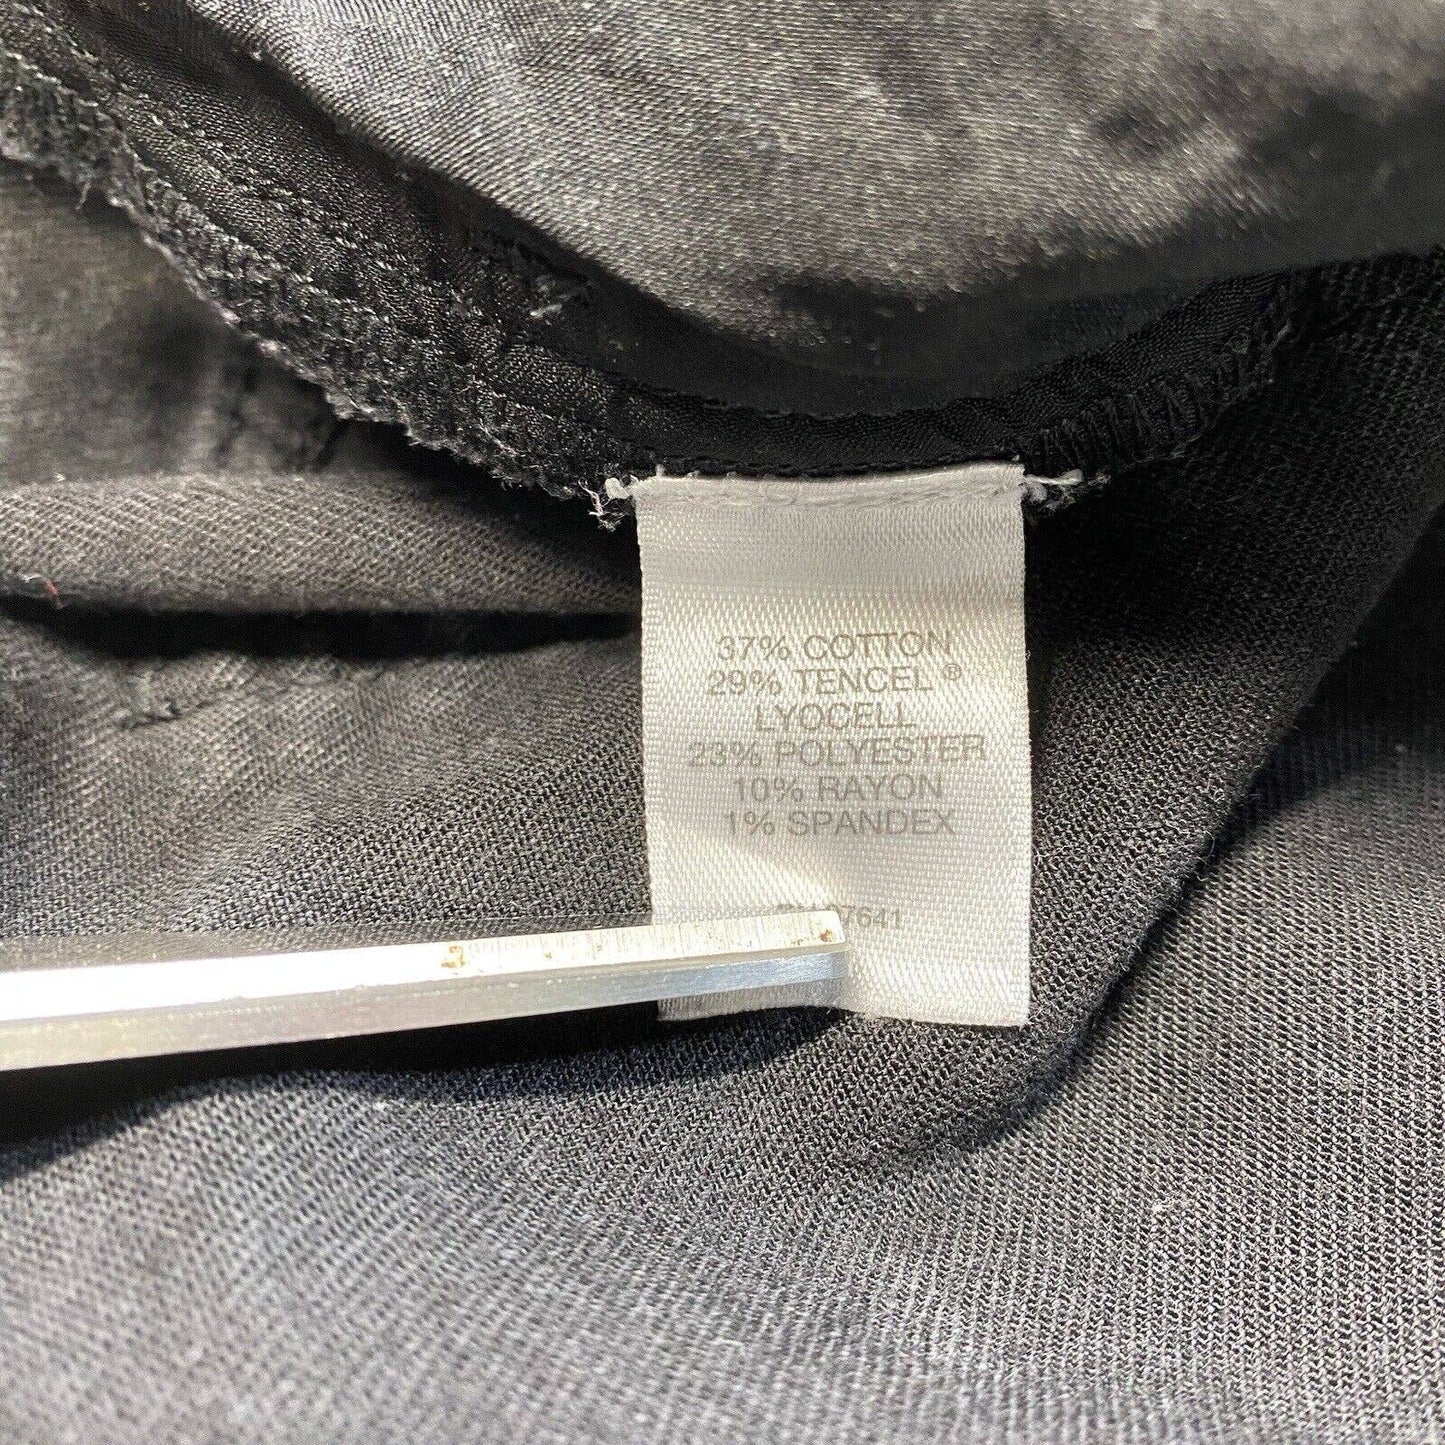 37% COTTON
29% TENCEL®
LYOCELL
23% POLYESTER
10% RAYON
1% SPANDEX